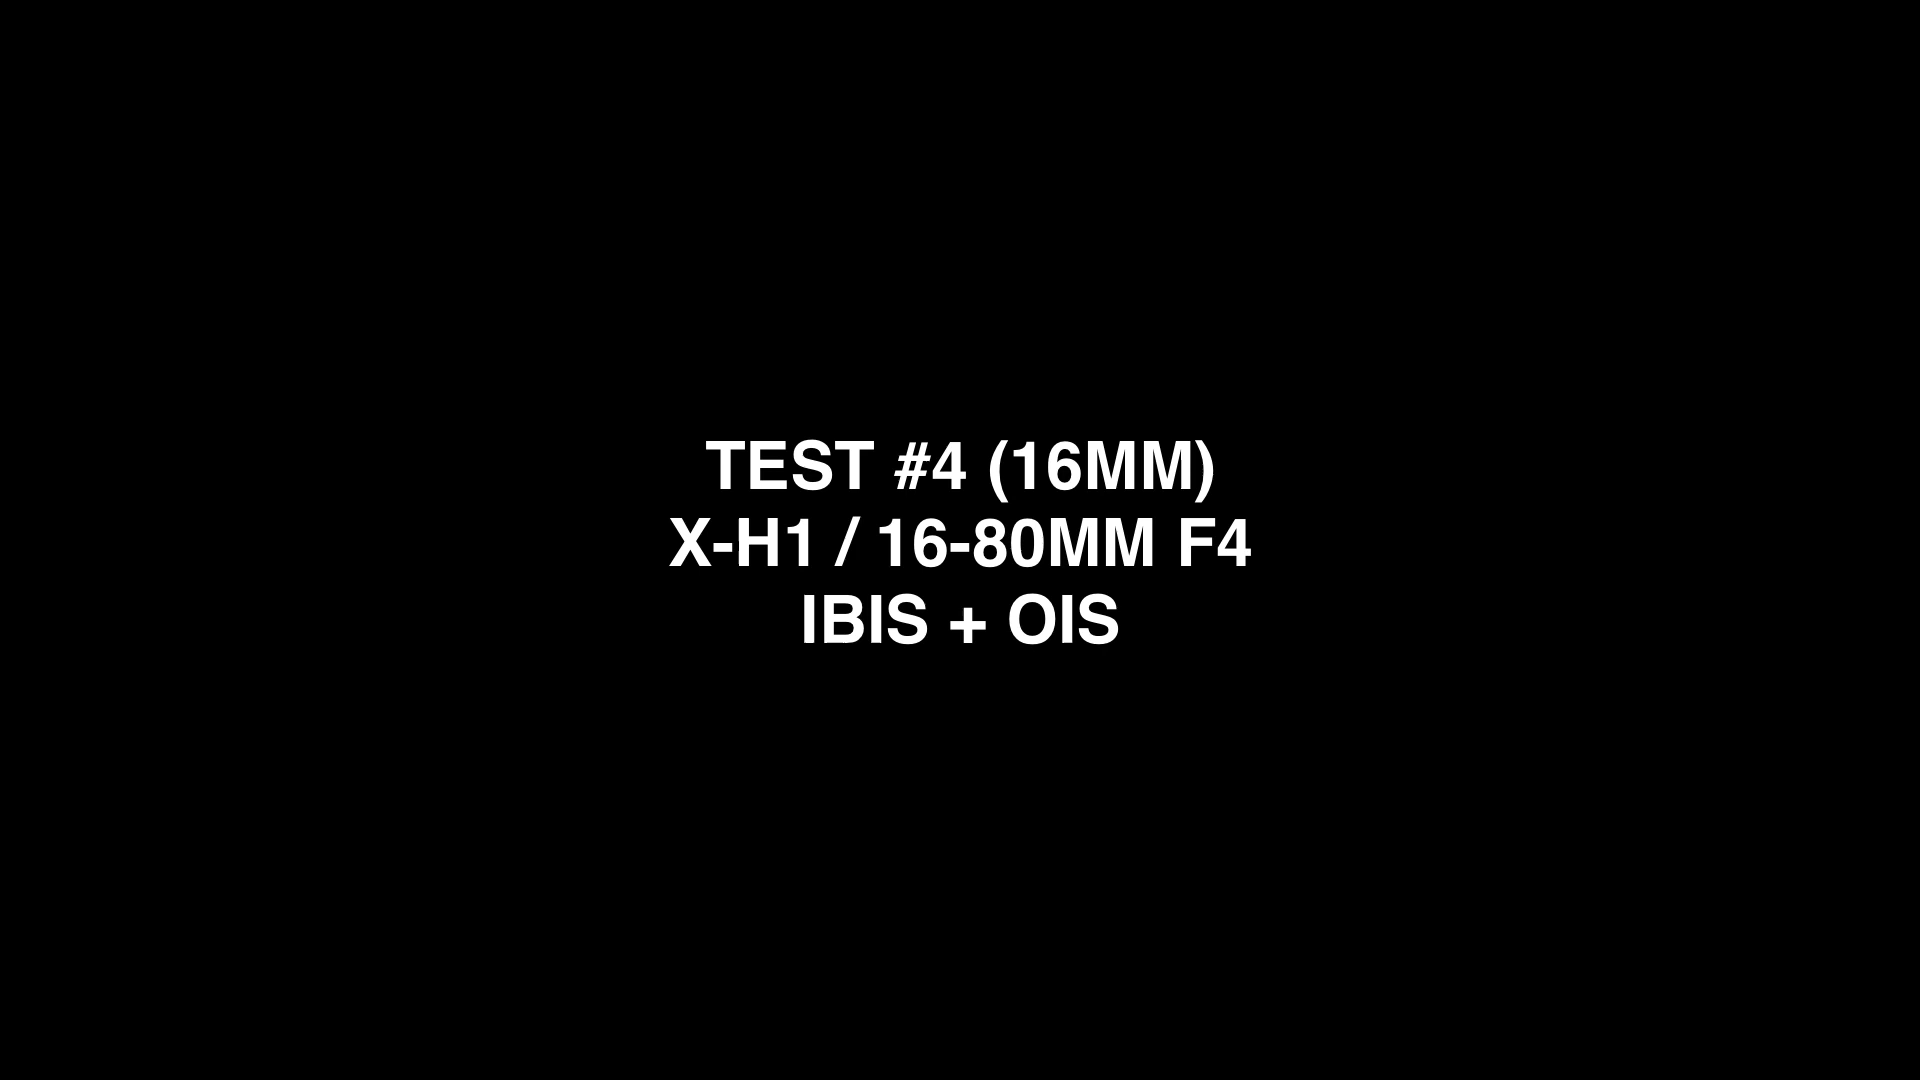 TEST #4 (16MM)
X-H1 / 16-80MM F4
IBIS + OIS